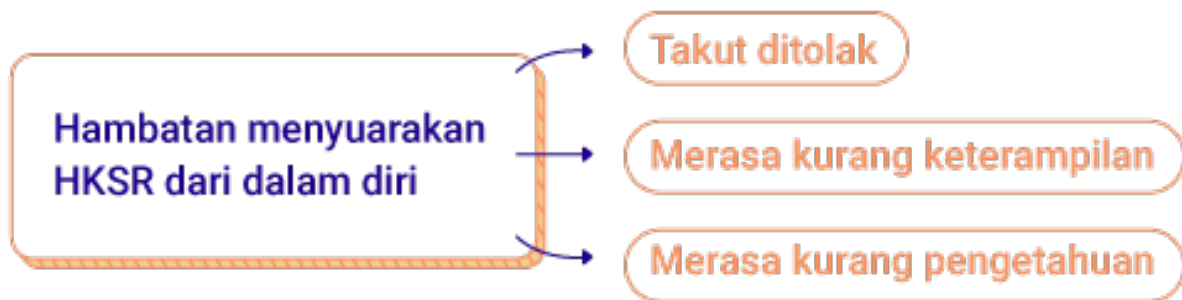 Hambatan menyuarakan
HKSR dari dalam diri
Takut ditolak
Merasa kurang keterampilan
Merasa kurang pengetahuan